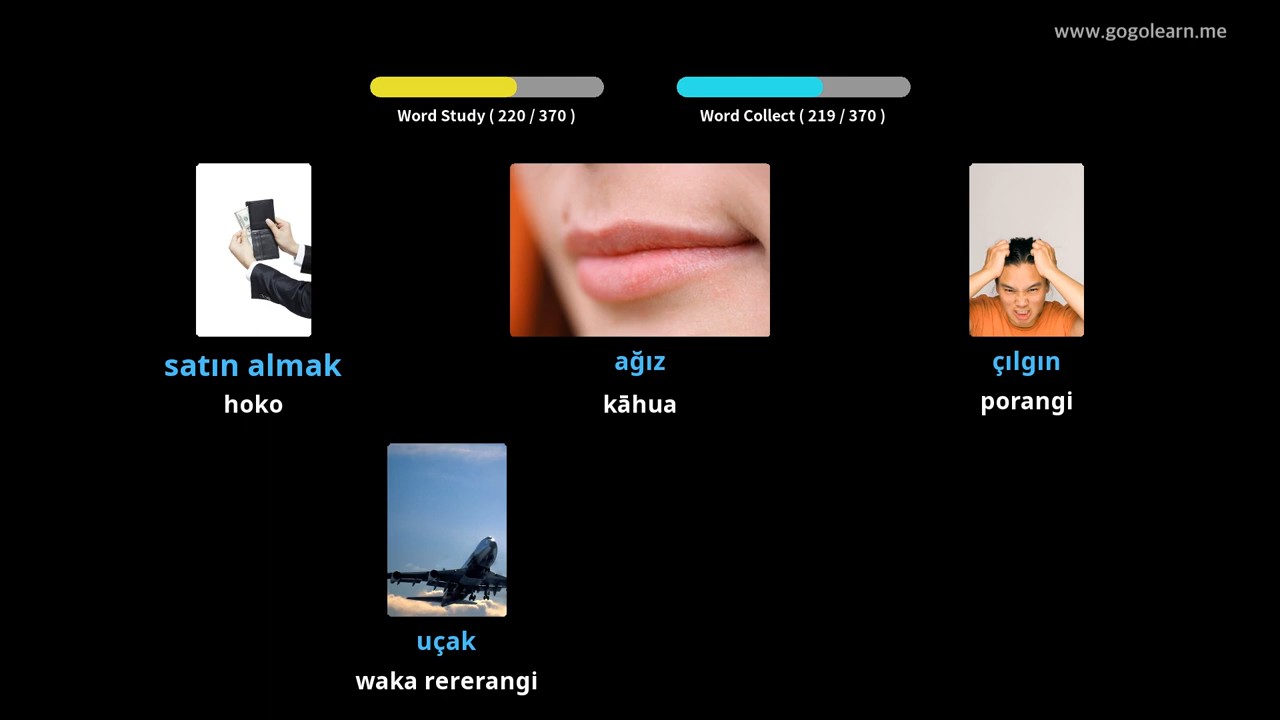 www.gogolearn.me
Word Study ( 220 / 370 )
Word Collect ( 219 / 370 )
satın almak
hoko
ağız
kāhua
çılgın
porangi
uçak
waka rererangi